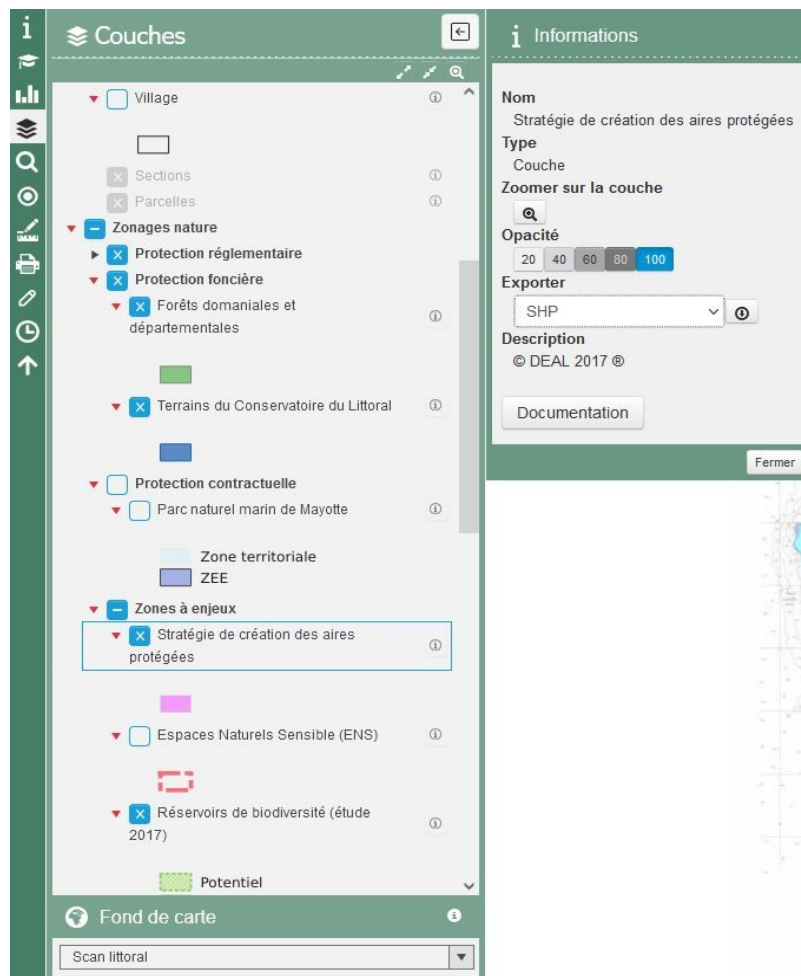 Couches
Village
Sections
Parcelles
Zonages nature
Protection réglementaire
Protection foncière
Forêts domaniales et
départementales
Terrains du Conservatoire du Littoral
Protection contractuelle
Parc naturel marin de Mayotte
Zone territoriale
ZEE
Zones à enjeux
Stratégie de création des aires
protégées
Espaces Naturels Sensible (ENS)
Réservoirs de biodiversité (étude
2017)
Potentiel
Fond de carte
Scan littoral
Informations
Nom
Stratégie de création des aires protégées
Type
Couche
Zoomer sur la couche
Opacité
20 40 60 80 100
Exporter
SHP
Description
© DEAL 2017 ®
Documentation
Fermer